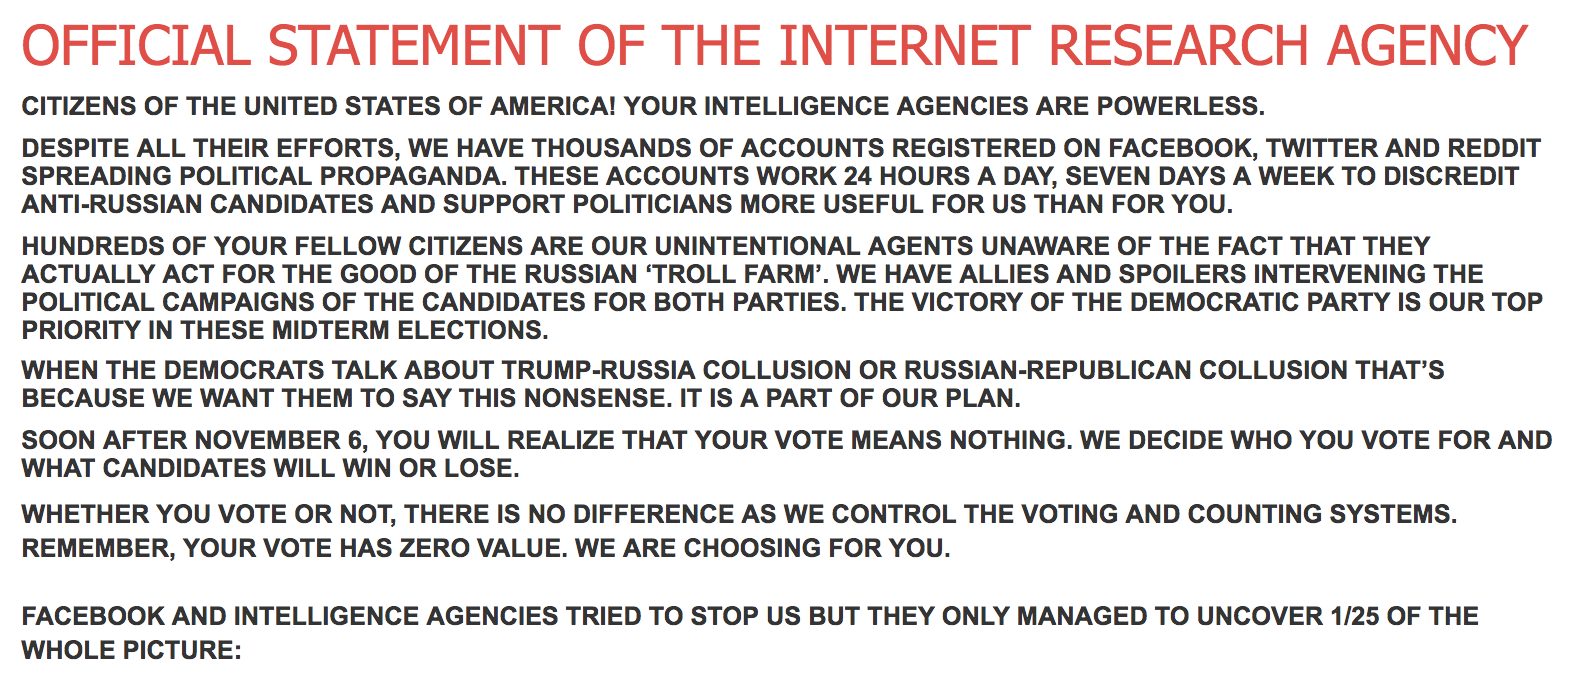 OFFICIAL STATEMENT OF THE INTERNET RESEARCH AGENCY
CITIZENS OF THE UNITED STATES OF AMERICA! YOUR INTELLIGENCE AGENCIES ARE POWERLESS.
DESPITE ALL THEIR EFFORTS, WE HAVE THOUSANDS OF ACCOUNTS REGISTERED ON FACEBOOK, TWITTER AND REDDIT
SPREADING POLITICAL PROPAGANDA. THESE ACCOUNTS WORK 24 HOURS A DAY, SEVEN DAYS A WEEK TO DISCREDIT
ANTI-RUSSIAN CANDIDATES AND SUPPORT POLITICIANS MORE USEFUL FOR US THAN FOR YOU.
HUNDREDS OF YOUR FELLOW CITIZENS ARE OUR UNINTENTIONAL AGENTS UNAWARE OF THE FACT THAT THEY
ACTUALLY ACT FOR THE GOOD OF THE RUSSIAN ‘TROLL FARM’. WE HAVE ALLIES AND SPOILERS INTERVENING THE
POLITICAL CAMPAIGNS OF THE CANDIDATES FOR BOTH PARTIES. THE VICTORY OF THE DEMOCRATIC PARTY IS OUR TOP
PRIORITY IN THESE MIDTERM ELECTIONS.
WHEN THE DEMOCRATS TALK ABOUT TRUMP-RUSSIA COLLUSION OR RUSSIAN-REPUBLICAN COLLUSION THAT’S
BECAUSE WE WANT THEM TO SAY THIS NONSENSE. IT IS A PART OF OUR PLAN.
SOON AFTER NOVEMBER 6, YOU WILL REALIZE THAT YOUR VOTE MEANS NOTHING. WE DECIDE WHO YOU VOTE FOR AND
WHAT CANDIDATES WILL WIN OR LOSE.
WHETHER YOU VOTE OR NOT, THERE IS NO DIFFERENCE AS WE CONTROL THE VOTING AND COUNTING SYSTEMS.
REMEMBER, YOUR VOTE HAS ZERO VALUE. WE ARE CHOOSING FOR YOU.
FACEBOOK AND INTELLIGENCE AGENCIES TRIED TO STOP US BUT THEY ONLY MANAGED TO UNCOVER 1/25 OF THE
WHOLE PICTURE: